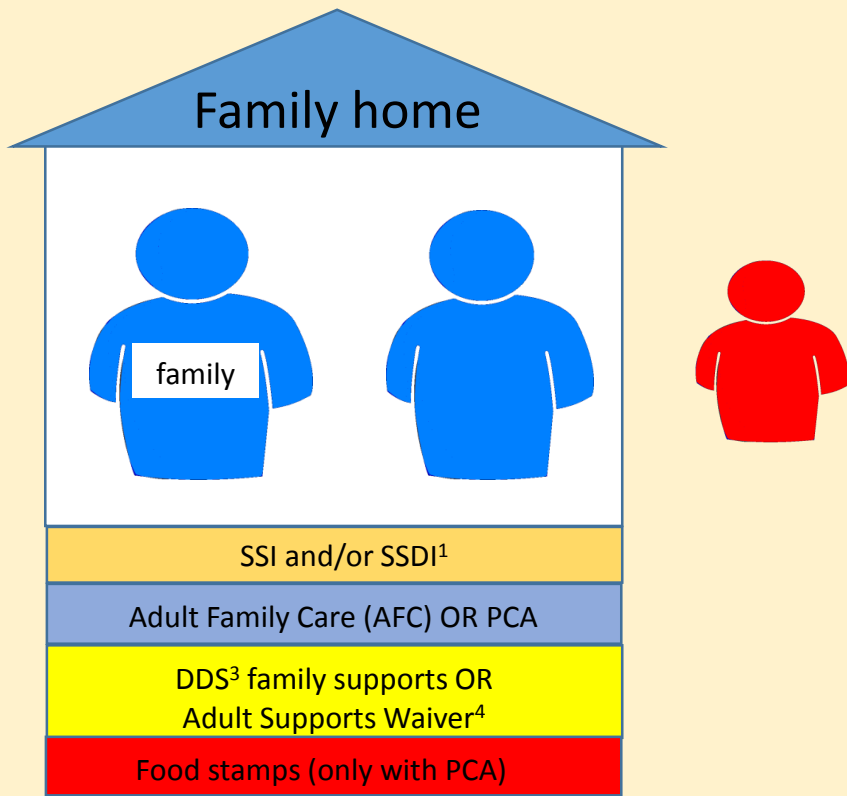 Family home
family
SSI and/or SSDI¹
Adult Family Care (AFC) OR PCA
DDS³ family supports OR
Adult Supports Waiver⁴
Food stamps (only with PCA)